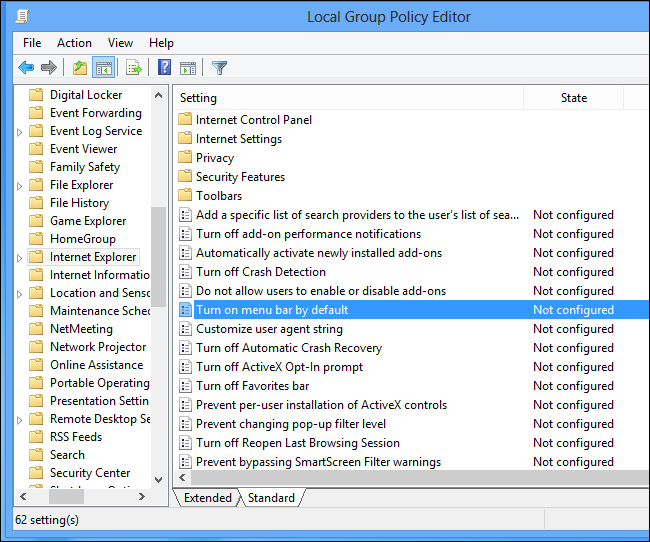 Local Group Policy Editor
File Action View Help
Digital Locker
Event Forwarding
Event Log Service
Event Viewer
Family Safety
File Explorer
File History
Game Explorer
HomeGroup
Internet Explorer
Internet Informatio
Location and Senso
Maintenance Sched
NetMeeting
Network Projector
Online Assistance
Portable Operating
Presentation Settin
Remote Desktop Se
RSS Feeds
Search
Security Center
Setting State
Internet Control Panel
Internet Settings
Privacy
Security Features
Toolbars
Add a specific list of search providers to the user's list of sea... Not configured
Turn off add-on performance notifications Not configured
Automatically activate newly installed add-ons Not configured
Turn off Crash Detection Not configured
Do not allow users to enable or disable add-ons Not configured
Turn on menu bar by default Not configured
Customize user agent string Not configured
Turn off Automatic Crash Recovery Not configured
Turn off ActiveX Opt-In prompt Not configured
Turn off Favorites bar Not configured
Prevent per-user installation of ActiveX controls Not configured
Prevent changing pop-up filter level Not configured
Turn off Reopen Last Browsing Session Not configured
Prevent bypassing SmartScreen Filter warnings Not configured
Extended Standard
62 setting(s)